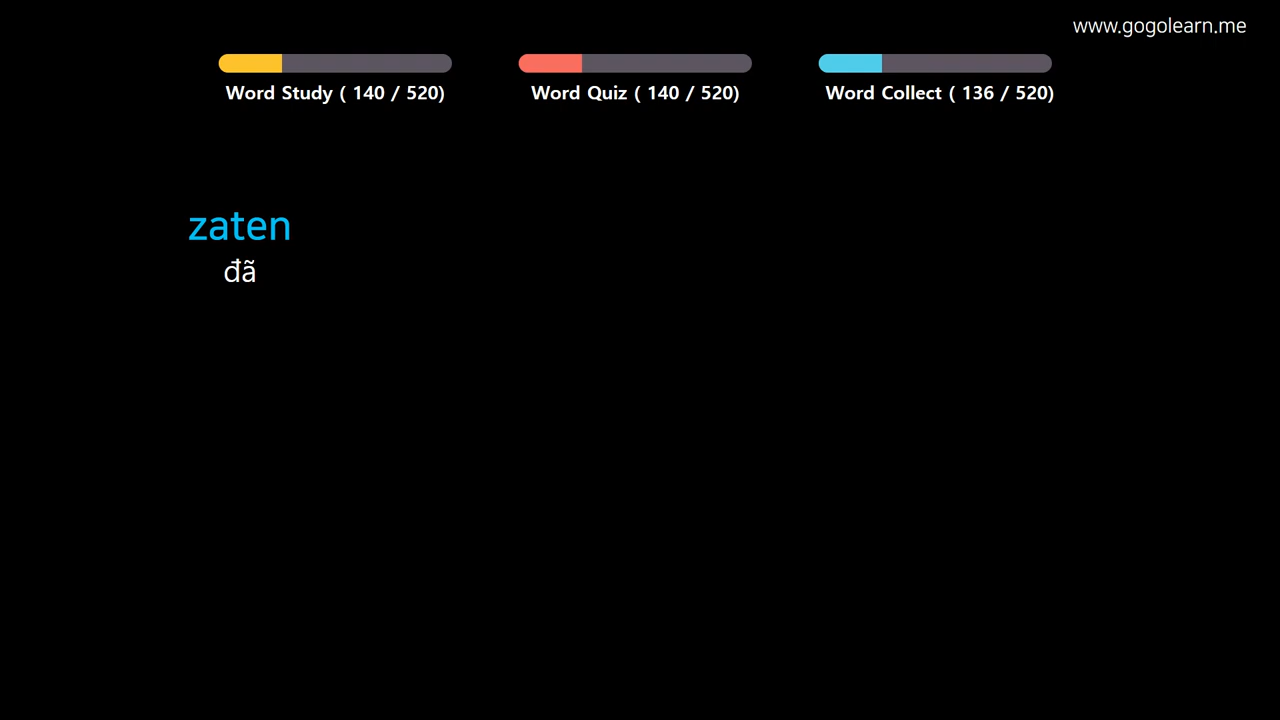 www.gogolearn.me
Word Study ( 140 / 520)
Word Quiz ( 140 / 520)
Word Collect ( 136 / 520)
zaten
đã